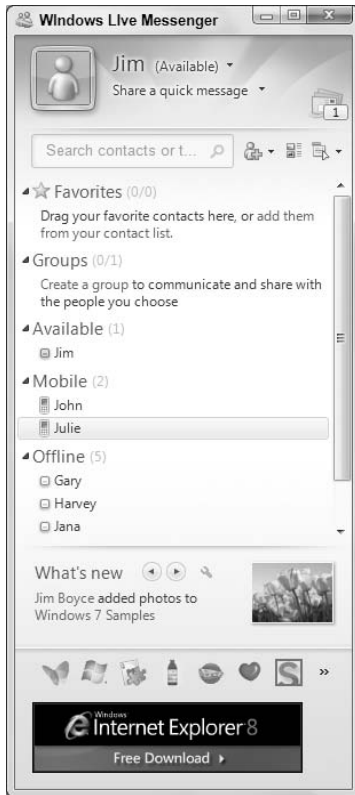 Windows Live Messenger
Jim (Available)
Share a quick message
1
Search contacts or t...
Favorites (0/0)
Drag your favorite contacts here, or add them
from your contact list.
Groups (0/1)
Create a group to communicate and share with
the people you choose
Available (1)
Jim
Mobile (2)
John
Julie
Offline (5)
Gary
Harvey
Jana
What's new
Jim Boyce added photos to
Windows 7 Samples
S
»
Windows
Internet Explorer 8
Free Download